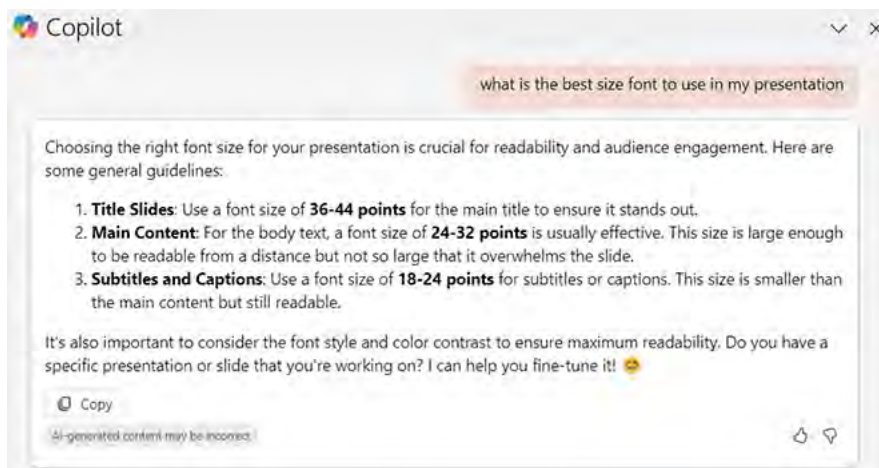 Copilot
what is the best size font to use in my presentation
Choosing the right font size for your presentation is crucial for readability and audience engagement. Here are
some general guidelines:
1. Title Slides: Use a font size of 36-44 points for the main title to ensure it stands out.
2. Main Content: For the body text, a font size of 24-32 points is usually effective. This size is large enough
to be readable from a distance but not so large that it overwhelms the slide.
3. Subtitles and Captions: Use a font size of 18-24 points for subtitles or captions. This size is smaller than
the main content but still readable.
It's also important to consider the font style and color contrast to ensure maximum readability. Do you have a
specific presentation or slide that you're working on? I can help you fine-tune it! 😊
Copy
AI-generated content may be incorrect